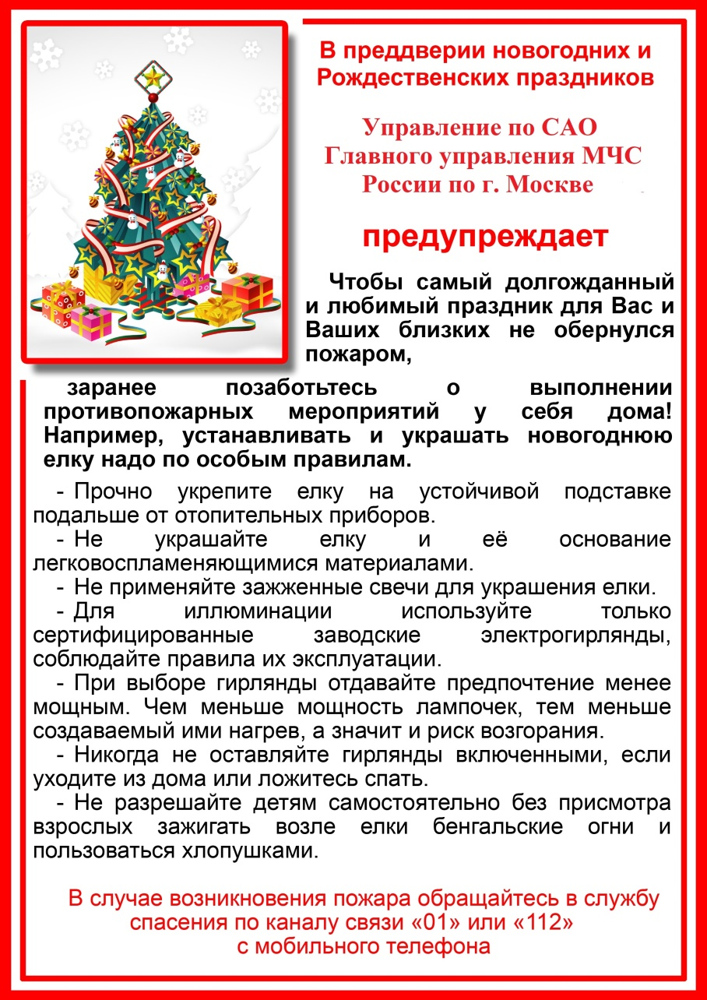 В преддверии новогодних и
Рождественских праздников
Управление по САО
Главного управления МЧС
России по г. Москве
предупреждает
Чтобы самый долгожданный
и любимый праздник для Вас и
Ваших близких не обернулся
пожаром,
заранее позаботьтесь о выполнении
противопожарных мероприятий у себя дома!
Например, устанавливать и украшать новогоднюю
елку надо по особым правилам.
- Прочно укрепите елку на устойчивой подставке
подальше от отопительных приборов.
- Не украшайте елку и её основание
легковоспламеняющимися материалами.
- Не применяйте зажженные свечи для украшения елки.
- Для иллюминации используйте только
сертифицированные заводские электрогирлянды,
соблюдайте правила их эксплуатации.
- При выборе гирлянды отдавайте предпочтение менее
мощным. Чем меньше мощность лампочек, тем меньше
создаваемый ими нагрев, а значит и риск возгорания.
- Никогда не оставляйте гирлянды включенными, если
уходите из дома или ложитесь спать.
- Не разрешайте детям самостоятельно без присмотра
взрослых зажигать возле елки бенгальские огни и
пользоваться хлопушками.
В случае возникновения пожара обращайтесь в службу
спасения по каналу связи «01» или «112»
с мобильного телефона